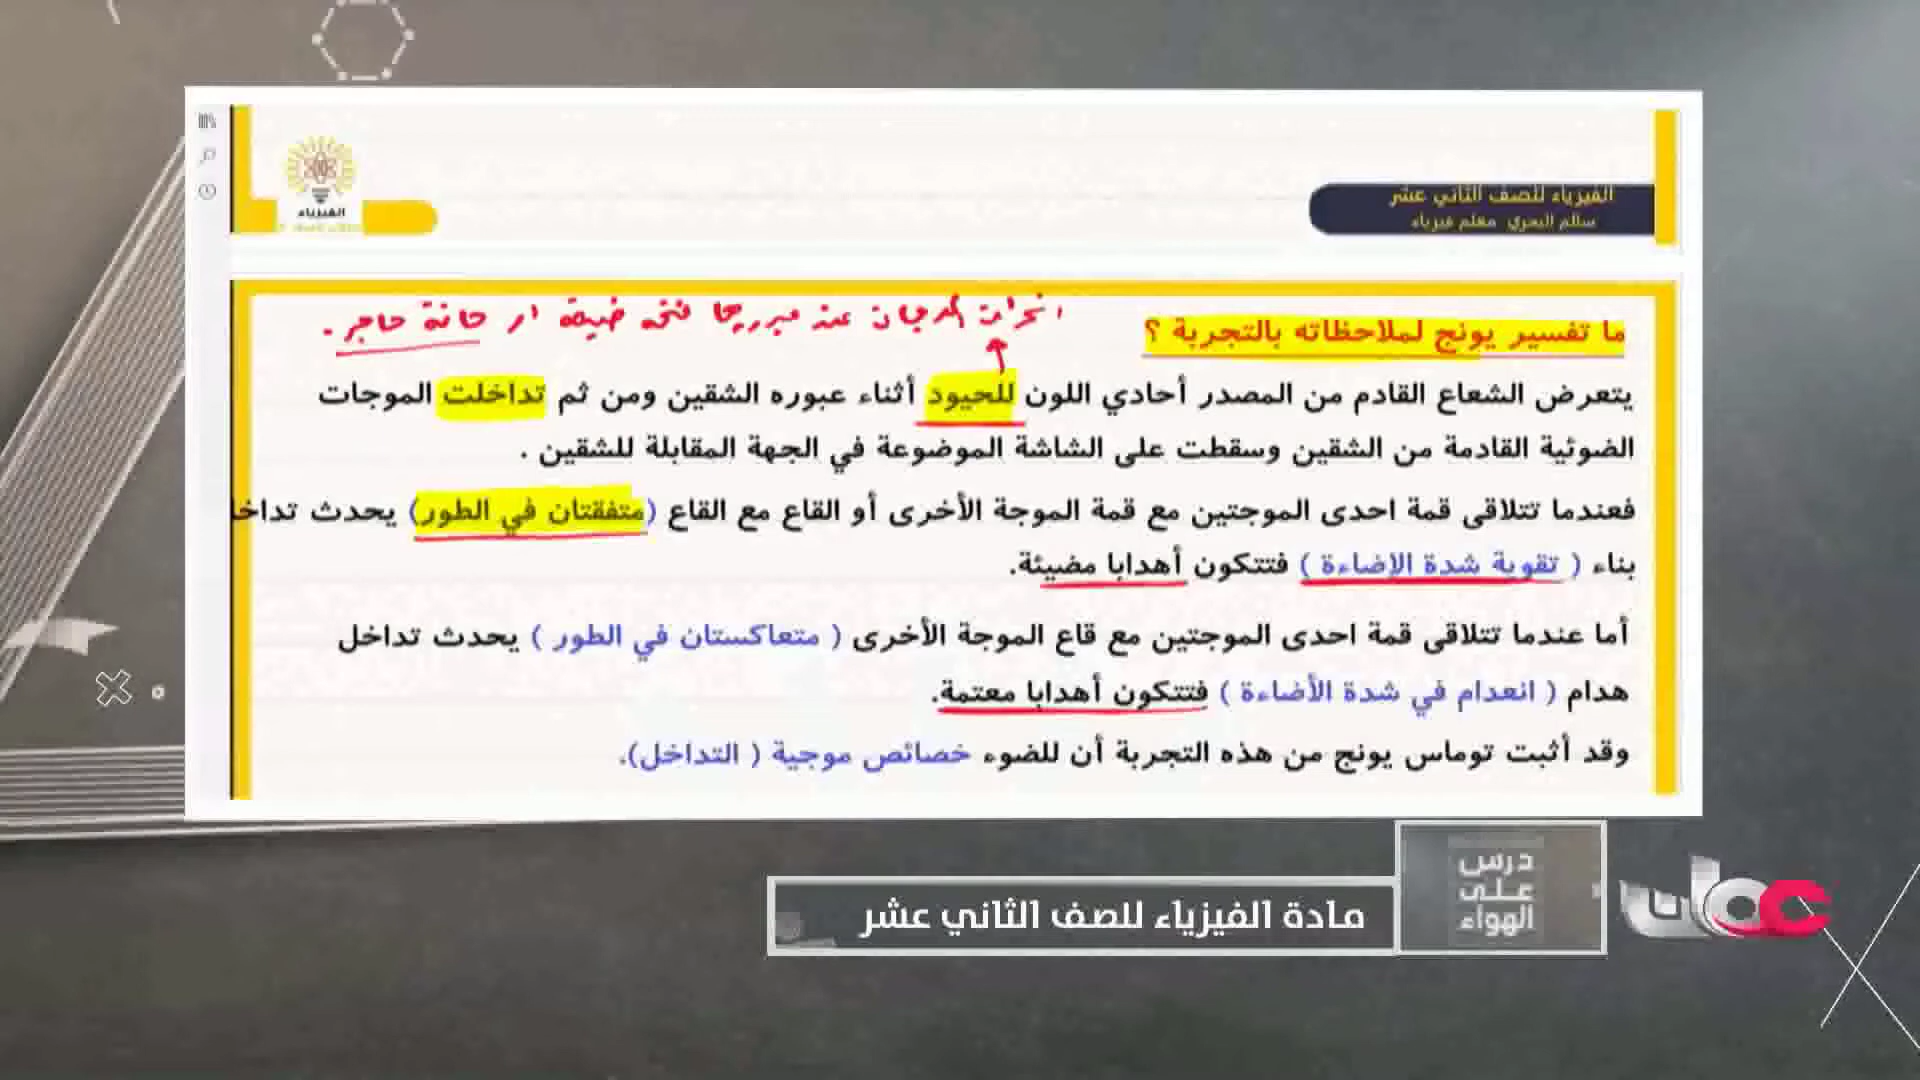 80%
الفيزياء للصف الثاني عشر
سالم البحري معلم فيزياء
الفيزياء
انحراف الموجات عند مرورها فتحة ضيقة او حافة حاجز.
ما تفسير يونج لملاحظاته بالتجربة ؟
يتعرض الشعاع القادم من المصدر أحادي اللون للحيود أثناء عبوره الشقين ومن ثم تداخلت الموجات
الضوئية القادمة من الشقين وسقطت على الشاشة الموضوعة في الجهة المقابلة للشقين .
فعندما تتلاقى قمة احدى الموجتين مع قمة الموجة الأخرى أو القاع مع القاع (متفقتان في الطور) يحدث تداخ
بناء ( تقوية شدة الإضاءة ) فتتكون أهدابا مضيئة.
أما عندما تتلاقى قمة احدى الموجتين مع قاع الموجة الأخرى ( متعاكستان في الطور ) يحدث تداخل
هدام ( انعدام في شدة الأضاءة ) فتتكون أهدابا معتمة.
وقد أثبت توماس يونج من هذه التجربة أن للضوء خصائص موجية ( التداخل).
درس
على
الهواء
مادة الفيزياء للصف الثاني عشر